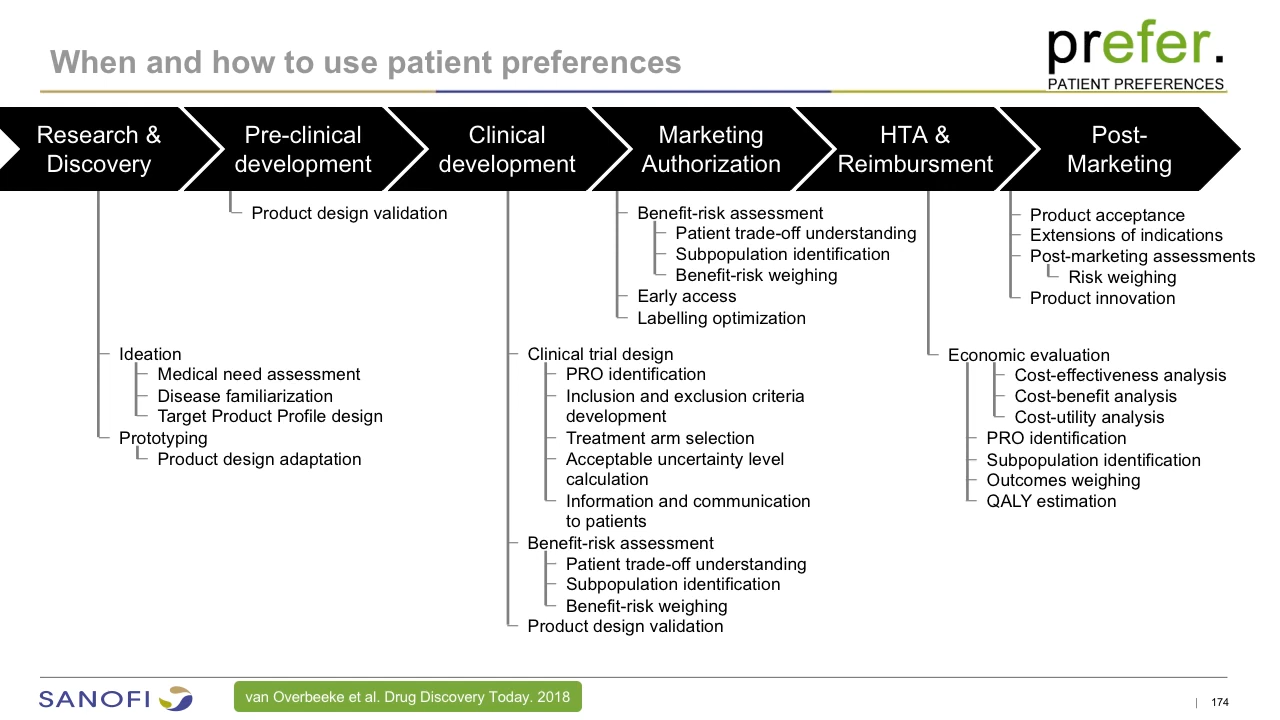 When and how to use patient preferences
prefer.
PATIENT PREFERENCES
Research &
Discovery
Pre-clinical
development
Clinical
development
Marketing
Authorization
HTA &
Reimbursment
Post-
Marketing
Ideation
Medical need assessment
Disease familiarization
Target Product Profile design
Prototyping
Product design adaptation
Product design validation
Clinical trial design
PRO identification
Inclusion and exclusion criteria
development
Treatment arm selection
Acceptable uncertainty level
calculation
Information and communication
to patients
Benefit-risk assessment
Patient trade-off understanding
Subpopulation identification
Benefit-risk weighing
Product design validation
Benefit-risk assessment
Patient trade-off understanding
Subpopulation identification
Benefit-risk weighing
Early access
Labelling optimization
Economic evaluation
Cost-effectiveness analysis
Cost-benefit analysis
Cost-utility analysis
PRO identification
Subpopulation identification
Outcomes weighing
QALY estimation
Product acceptance
Extensions of indications
Post-marketing assessments
Risk weighing
Product innovation
SANOFI
van Overbeeke et al. Drug Discovery Today. 2018
| 174